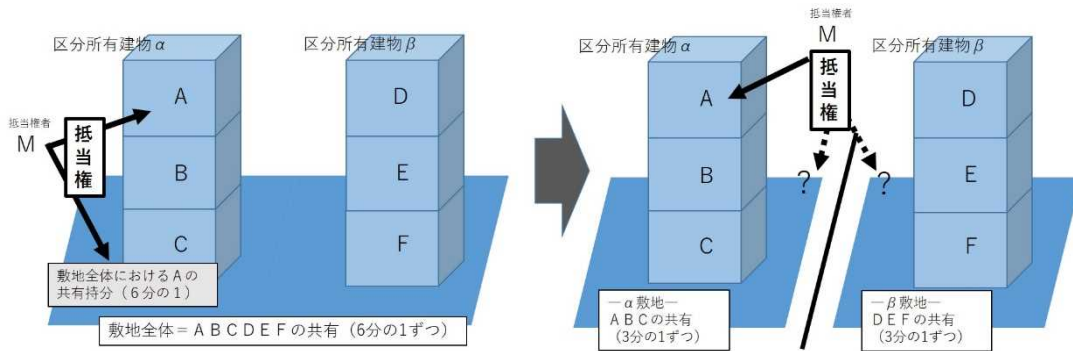 区分所有建物α
区分所有建物β
A
B
C
D
E
F
抵当権者
M
抵当権
敷地全体におけるAの
共有持分（6分の1）
敷地全体＝ABCDEFの共有（6分の1ずつ）
抵当権者
M
抵当権
区分所有建物α
区分所有建物β
A
B
C
D
E
F
?
?
―α敷地―
ABCの共有
（3分の1ずつ）
―β敷地―
DEFの共有
（3分の1ずつ）